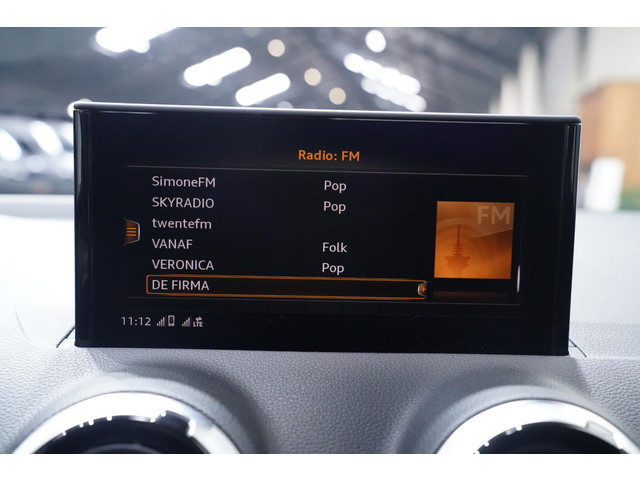 Radio: FM
SimoneFM Pop
SKYRADIO Pop
twentefm
VANAF Folk
VERONICA Pop
DE FIRMA
FM
11:12 LTE